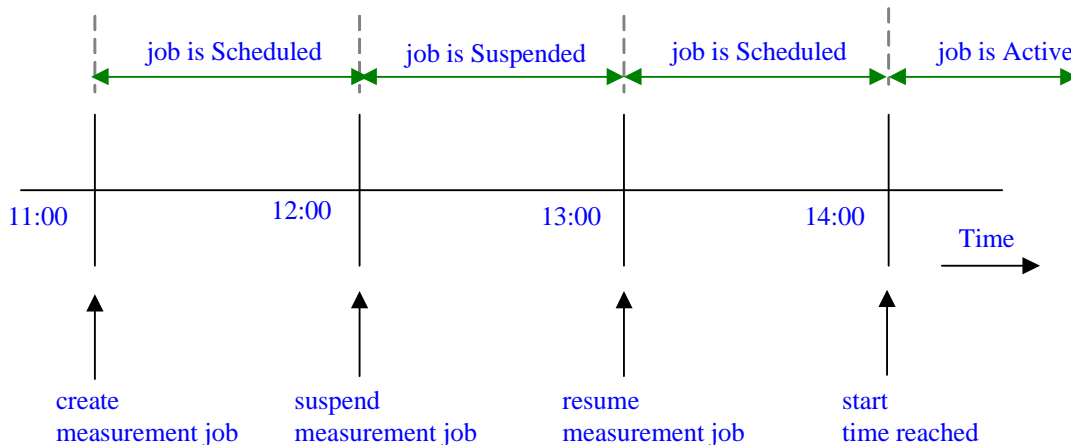 job is Scheduled
job is Suspended
job is Scheduled
job is Active
11:00
12:00
13:00
14:00
Time
create
measurement job
suspend
measurement job
resume
measurement job
start
time reached